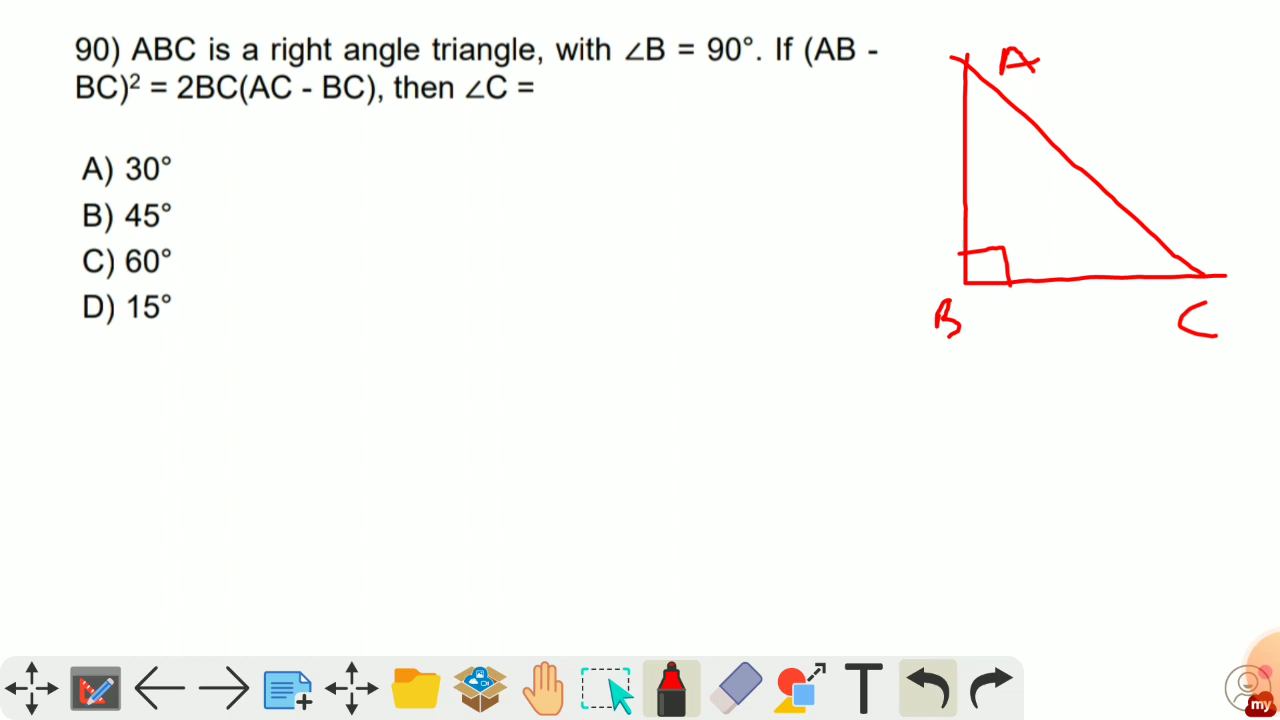 90) ABC is a right angle triangle, with ∠B = 90°. If (AB -
BC)² = 2BC(AC - BC), then ∠C =
A) 30°
B) 45°
C) 60°
D) 15°
A
B
C
T
my